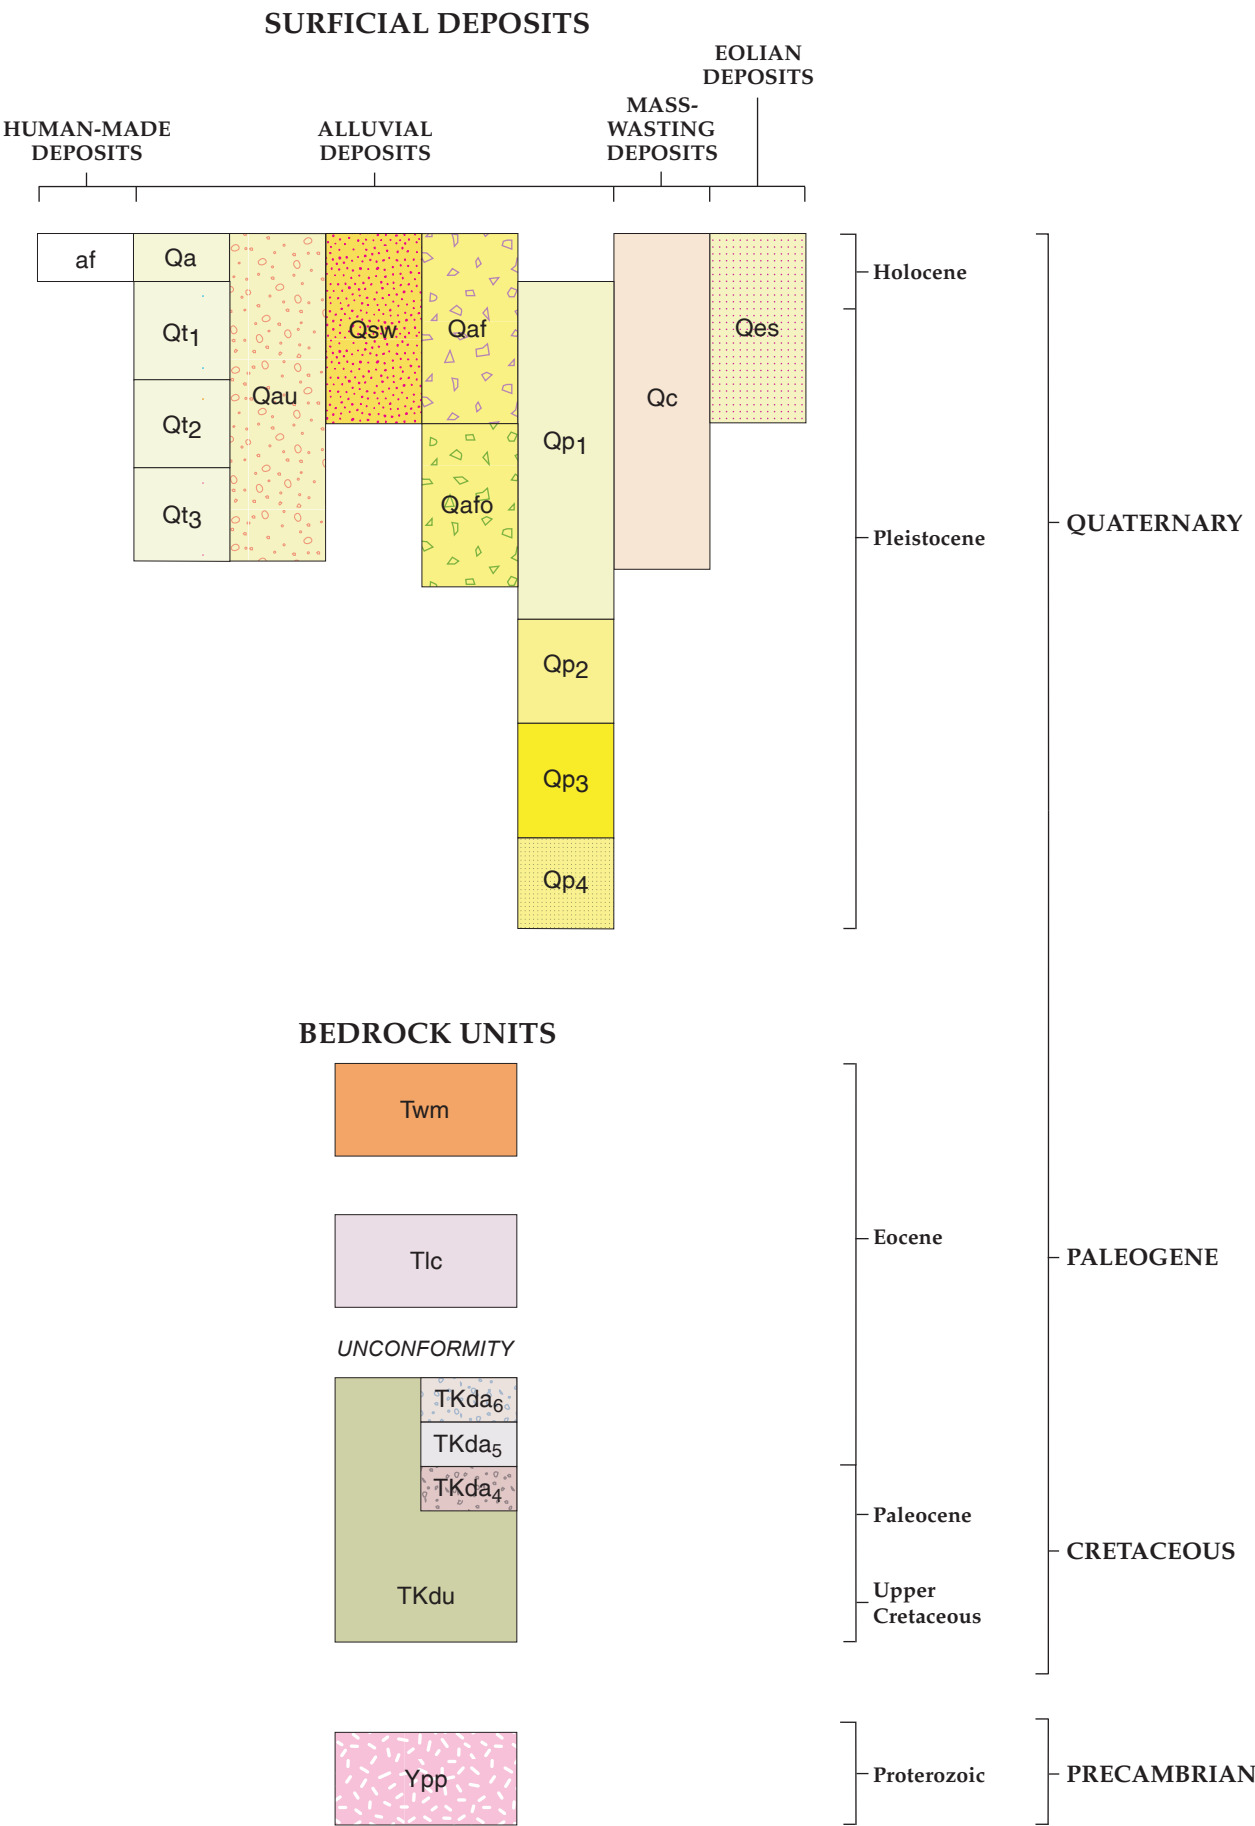 SURFICIAL DEPOSITS
EOLIAN
DEPOSITS
MASS-
WASTING
DEPOSITS
HUMAN-MADE
DEPOSITS
ALLUVIAL
DEPOSITS
af
Qa
Qt1
Qt2
Qt3
Qau
Qsw
Qaf
Qafo
Qp1
Qp2
Qp3
Qp4
Qc
Qes
Holocene
Pleistocene
QUATERNARY
BEDROCK UNITS
Twm
Tlc
UNCONFORMITY
TKda6
TKda5
TKda4
TKdu
Eocene
Paleocene
Upper
Cretaceous
PALEOGENE
CRETACEOUS
Ypp
Proterozoic
PRECAMBRIAN